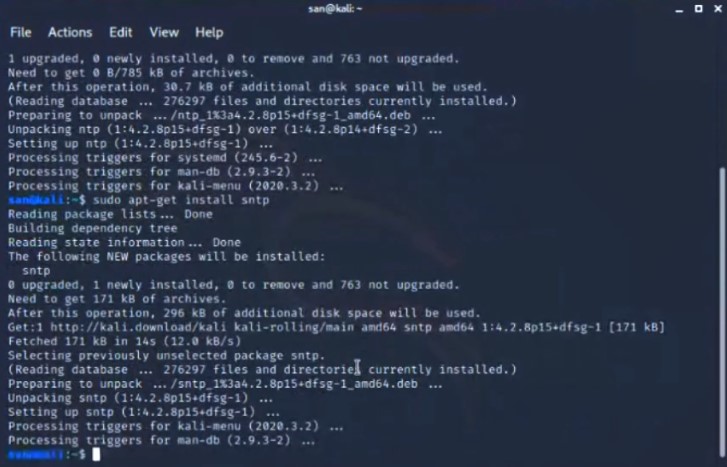 san@kali: ~
File Actions Edit View Help
1 upgraded, 0 newly installed, 0 to remove and 763 not upgraded.
Need to get 0 B/785 kB of archives.
After this operation, 30.7 kB of additional disk space will be used.
(Reading database ... 276297 files and directories currently installed.)
Preparing to unpack .../ntp_1%3a4.2.8p15+dfsg-1_amd64.deb ...
Unpacking ntp (1:4.2.8p15+dfsg-1) over (1:4.2.8p14+dfsg-2) ...
Setting up ntp (1:4.2.8p15+dfsg-1) ...
Processing triggers for systemd (245.6-2) ...
Processing triggers for man-db (2.9.3-2) ...
Processing triggers for kali-menu (2020.3.2) ...
san@kali:~$ sudo apt-get install sntp
Reading package lists... Done
Building dependency tree
Reading state information... Done
The following NEW packages will be installed:
sntp
0 upgraded, 1 newly installed, 0 to remove and 763 not upgraded.
Need to get 171 kB of archives.
After this operation, 296 kB of additional disk space will be used.
Get:1 http://kali.download/kali kali-rolling/main amd64 sntp amd64 1:4.2.8p15+dfsg-1 [171 kB]
Fetched 171 kB in 14s (12.0 kB/s)
Selecting previously unselected package sntp.
(Reading database ... 276297 files and directories currently installed.)
Preparing to unpack .../sntp_1%3a4.2.8p15+dfsg-1_amd64.deb ...
Unpacking sntp (1:4.2.8p15+dfsg-1) ...
Setting up sntp (1:4.2.8p15+dfsg-1) ...
Processing triggers for kali-menu (2020.3.2) ...
Processing triggers for man-db (2.9.3-2) ...
san@kali:~$